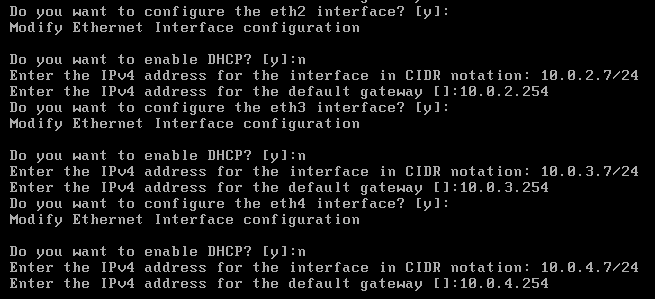 Do you want to configure the eth2 interface? [y]:
Modify Ethernet Interface configuration
Do you want to enable DHCP? [y]:n
Enter the IPv4 address for the interface in CIDR notation: 10.0.2.7/24
Enter the IPv4 address for the default gateway []:10.0.2.254
Do you want to configure the eth3 interface? [y]:
Modify Ethernet Interface configuration
Do you want to enable DHCP? [y]:n
Enter the IPv4 address for the interface in CIDR notation: 10.0.3.7/24
Enter the IPv4 address for the default gateway []:10.0.3.254
Do you want to configure the eth4 interface? [y]:
Modify Ethernet Interface configuration
Do you want to enable DHCP? [y]:n
Enter the IPv4 address for the interface in CIDR notation: 10.0.4.7/24
Enter the IPv4 address for the default gateway []:10.0.4.254